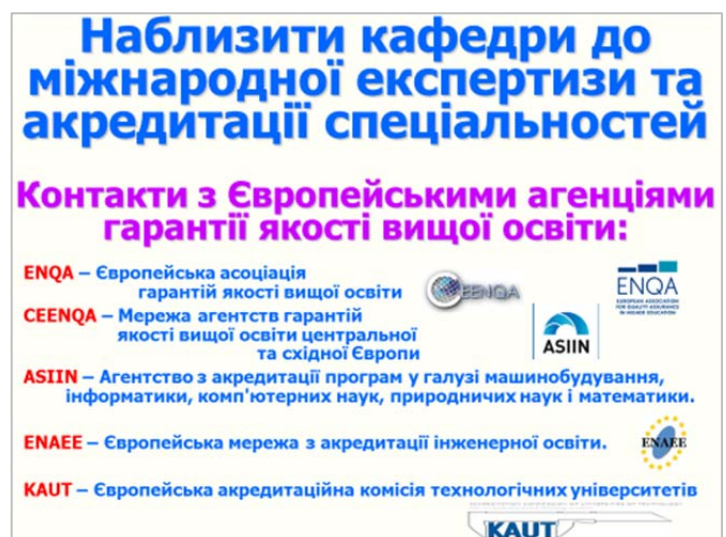 Наблизити кафедри до
міжнародної експертизи та
акредитації спеціальностей
Контакти з Європейськими агенціями
гарантії якості вищої освіти:
ENQA – Європейська асоціація
гарантій якості вищої освіти
CEENQA – Мережа агентств гарантій
якості вищої освіти центральної
та східної Європи
CEENQA
ENQA
EUROPEAN ASSOCIATION
FOR QUALITY ASSURANCE
IN HIGHER EDUCATION
ASIIN
ASIIN – Агентство з акредитації програм у галузі машинобудування,
інформатики, комп'ютерних наук, природничих наук і математики.
ENAEE – Європейська мережа з акредитації інженерної освіти.
ENAEE
KAUT – Європейська акредитаційна комісія технологічних університетів
KAUT